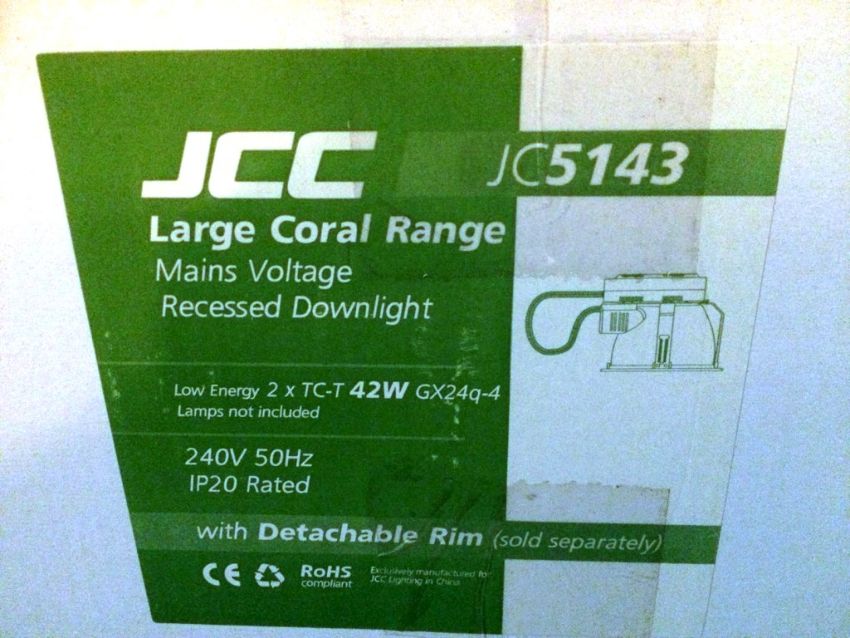 JCC
JC5143
Large Coral Range
Mains Voltage
Recessed Downlight
Low Energy 2 x TC-T 42W GX24q-4
Lamps not included
240V 50Hz
IP20 Rated
with Detachable Rim (sold separately)
CE RoHS
compliant
Exclusively manufactured for
JCC Lighting in China